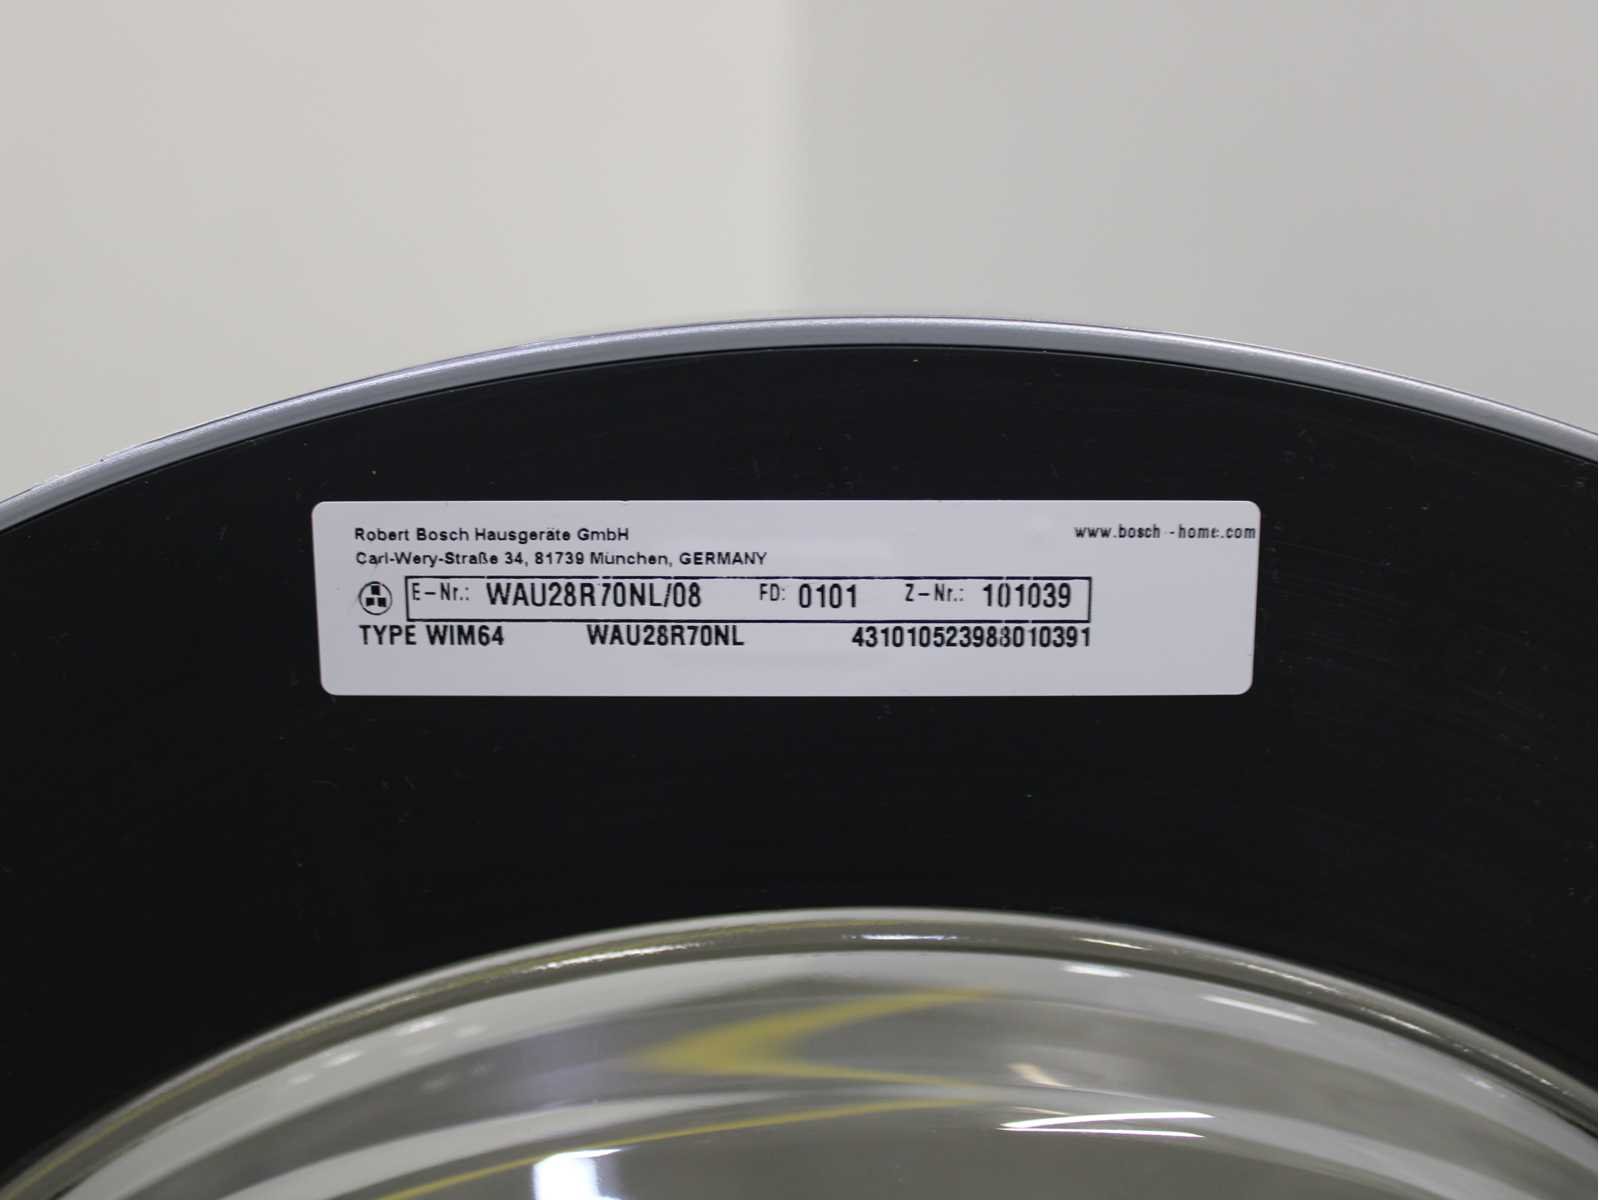 Robert Bosch Hausgeräte GmbH www.bosch-home.com
Carl-Wery-Straße 34, 81739 München, GERMANY
E-Nr.: WAU28R70NL/08 FD: 0101 Z-Nr.: 101039
TYPE WIM64 WAU28R70NL 431010523988010391